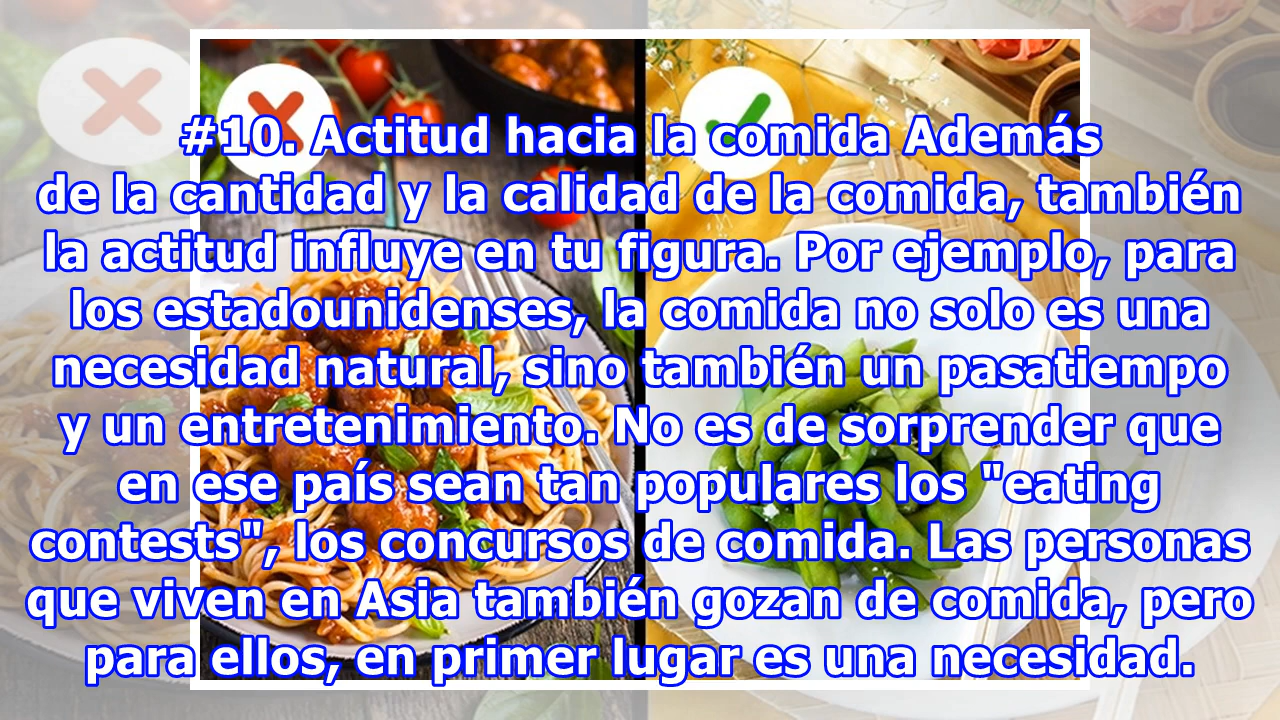 #10. Actitud hacia la comida Además
de la cantidad y la calidad de la comida, también
la actitud influye en tu figura. Por ejemplo, para
los estadounidenses, la comida no solo es una
necesidad natural, sino también un pasatiempo
y un entretenimiento. No es de sorprender que
en ese país sean tan populares los "eating
contests", los concursos de comida. Las personas
que viven en Asia también gozan de comida, pero
para ellos, en primer lugar es una necesidad.